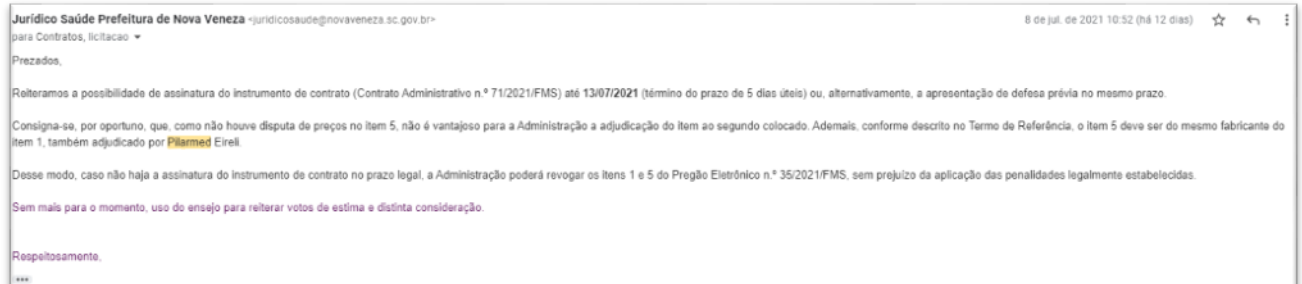 Jurídico Saúde Prefeitura de Nova Veneza <juridicosaude@novaveneza.sc.gov.br> 8 de jul. de 2021 10:52 (há 12 dias)
para Contratos, licitacao
Prezados,
Reiteramos a possibilidade de assinatura do instrumento de contrato (Contrato Administrativo n.º 71/2021/FMS) até 13/07/2021 (término do prazo de 5 dias úteis) ou, alternativamente, a apresentação de defesa prévia no mesmo prazo.
Consigna-se, por oportuno, que, como não houve disputa de preços no item 5, não é vantajoso para a Administração a adjudicação do item ao segundo colocado. Ademais, conforme descrito no Termo de Referência, o item 5 deve ser do mesmo fabricante do
item 1, também adjudicado por Pilarmed Eireli.
Desse modo, caso não haja a assinatura do instrumento de contrato no prazo legal, a Administração poderá revogar os itens 1 e 5 do Pregão Eletrônico n.º 35/2021/FMS, sem prejuízo da aplicação das penalidades legalmente estabelecidas.
Sem mais para o momento, uso do ensejo para reiterar votos de estima e distinta consideração.
Respeitosamente,